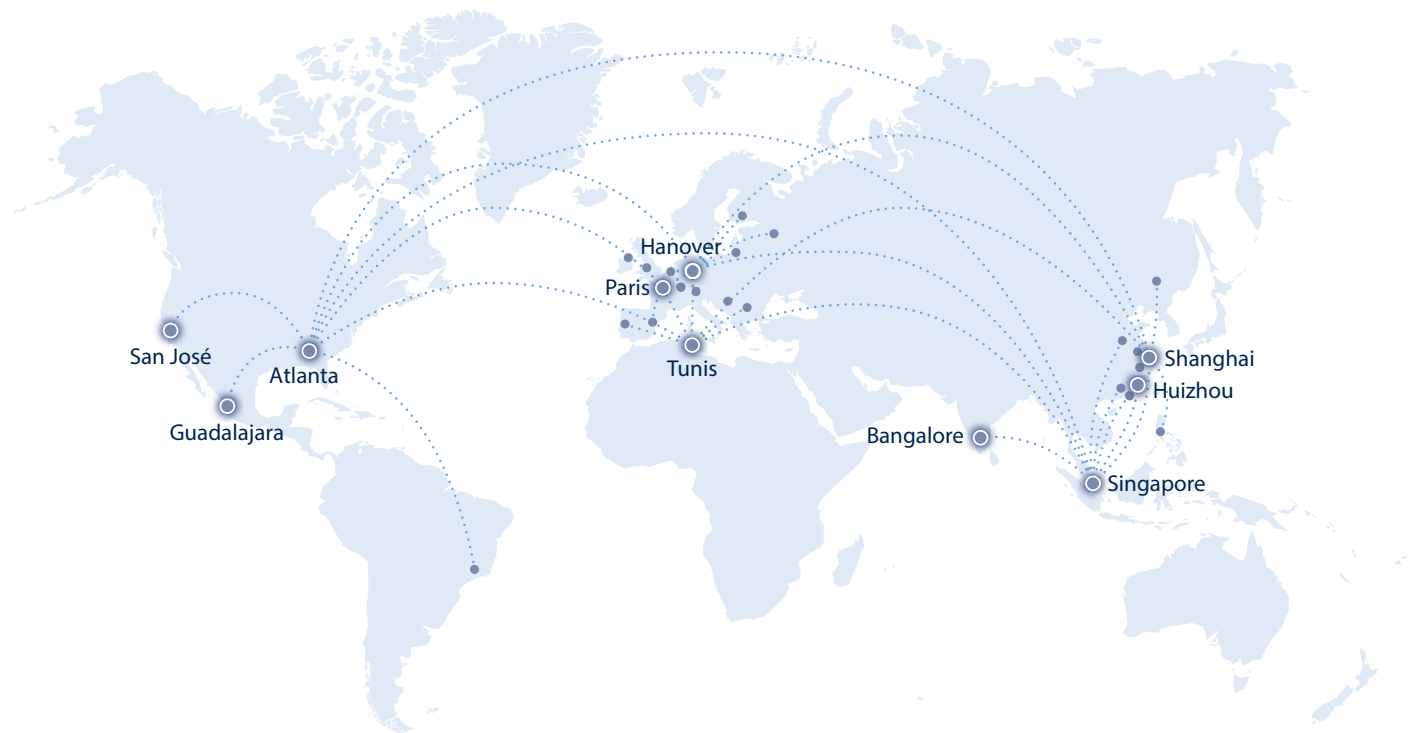 Hanover
Paris
San José
Atlanta
Tunis
Shanghai
Huizhou
Guadalajara
Bangalore
Singapore